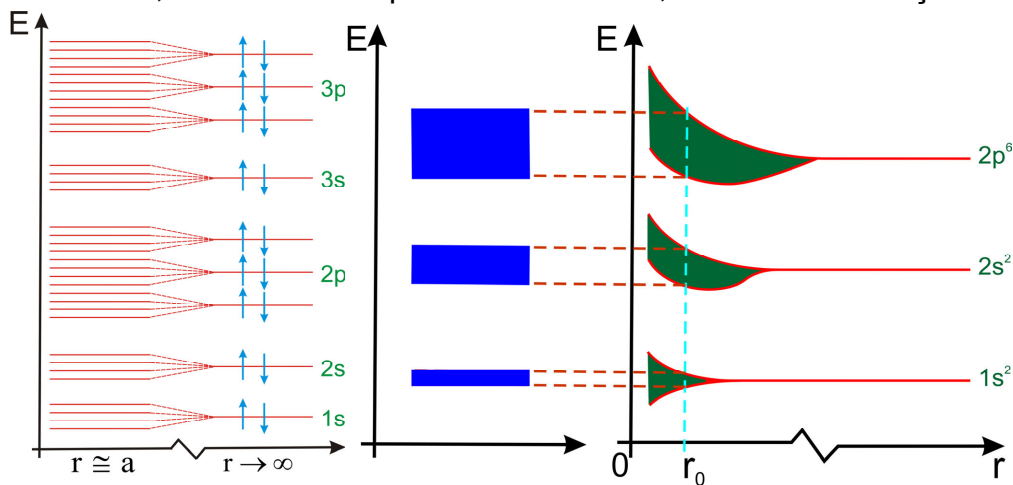 E
3p
3s
2p
2s
1s
r ≅ a
r → ∞
E
E
2p⁶
2s²
1s²
0
r₀
r